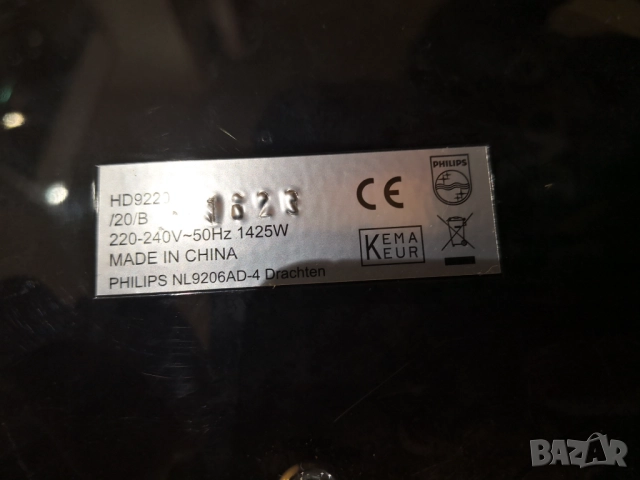 HD9220
/20/B 1623
220-240V~50Hz 1425W
MADE IN CHINA
PHILIPS NL9206AD-4 Drachten
CE
PHILIPS
KEMA
KEUR
BAZAR